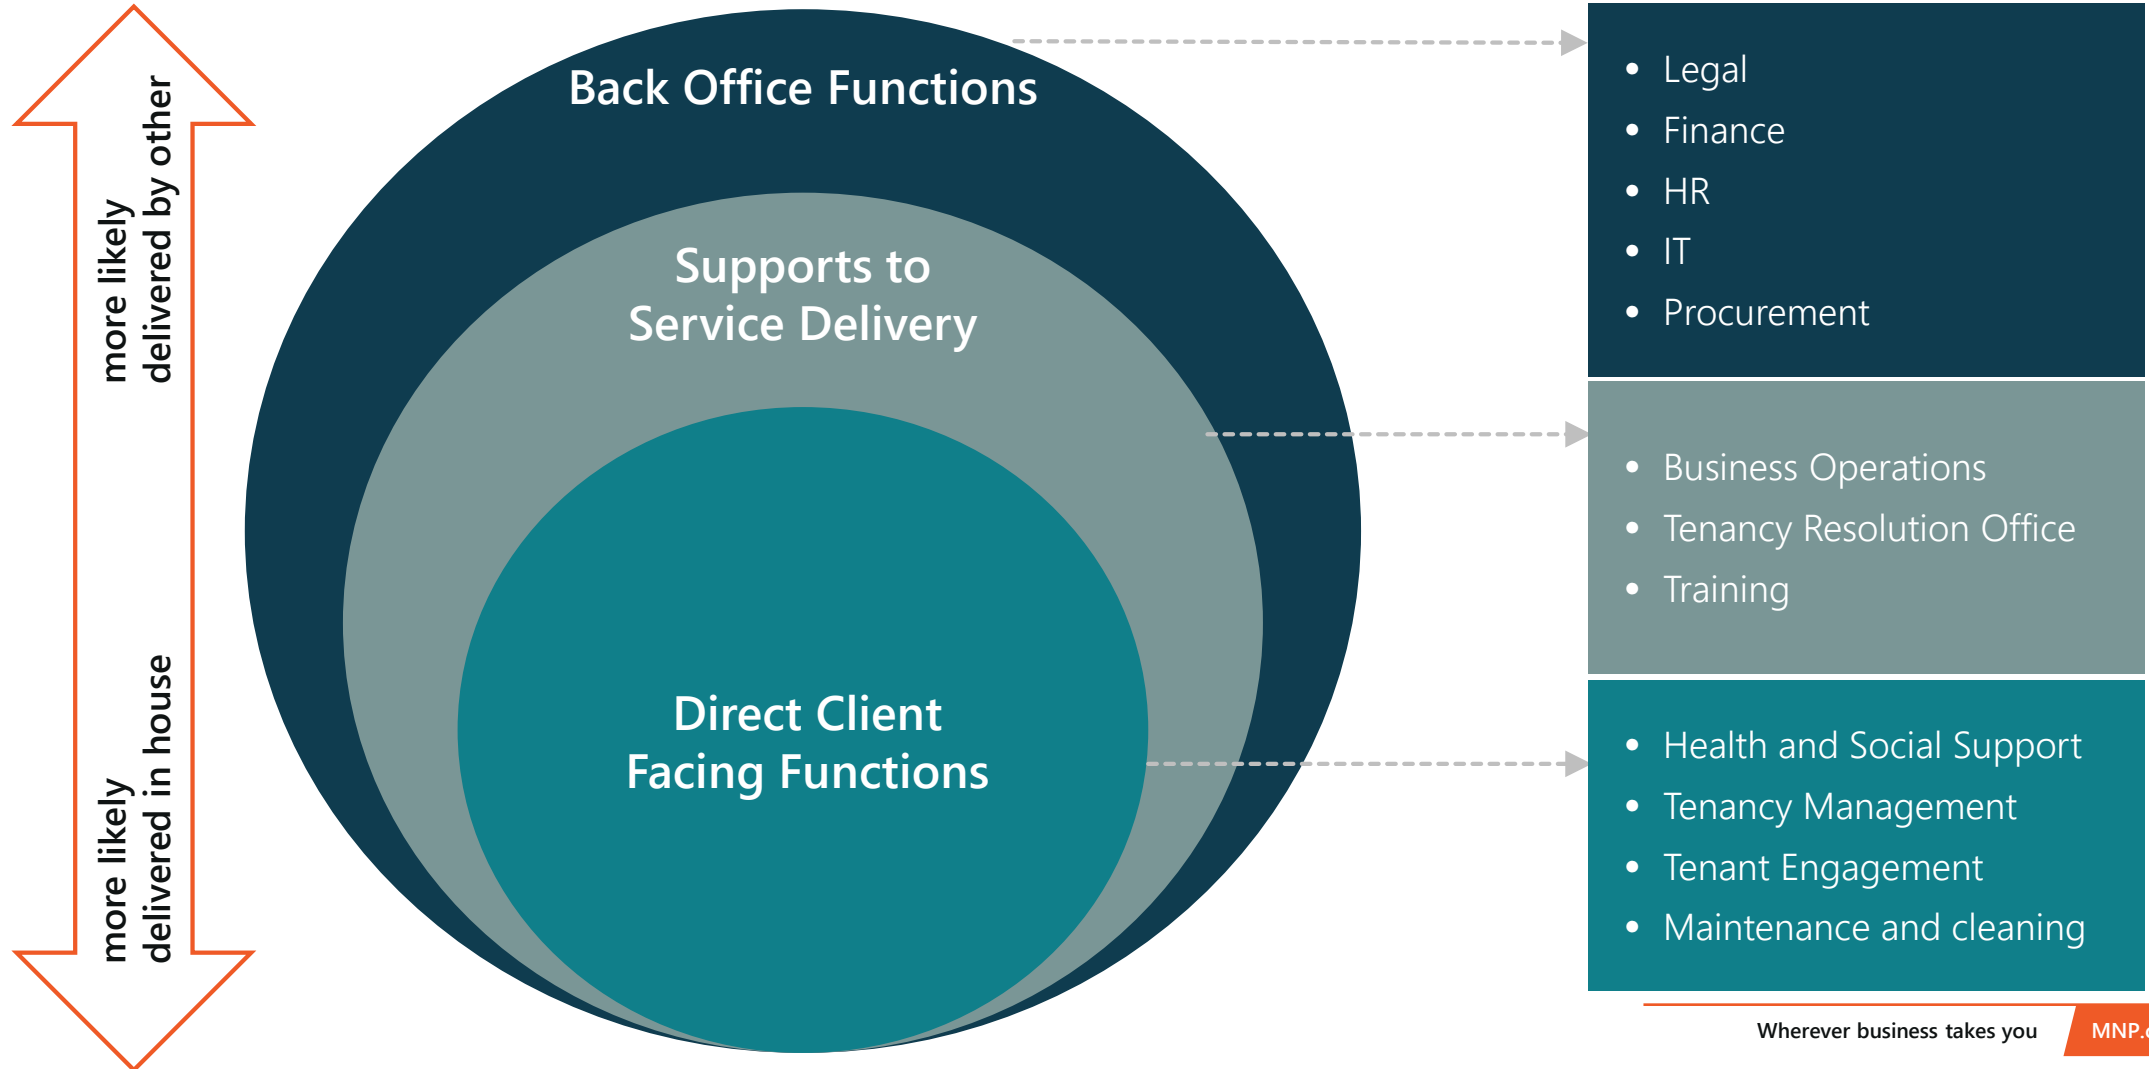 more likely
delivered by other
more likely
delivered in house
Back Office Functions
Supports to
Service Delivery
Direct Client
Facing Functions
• Legal
• Finance
• HR
• IT
• Procurement
• Business Operations
• Tenancy Resolution Office
• Training
• Health and Social Support
• Tenancy Management
• Tenant Engagement
• Maintenance and cleaning
Wherever business takes you
MNP.c